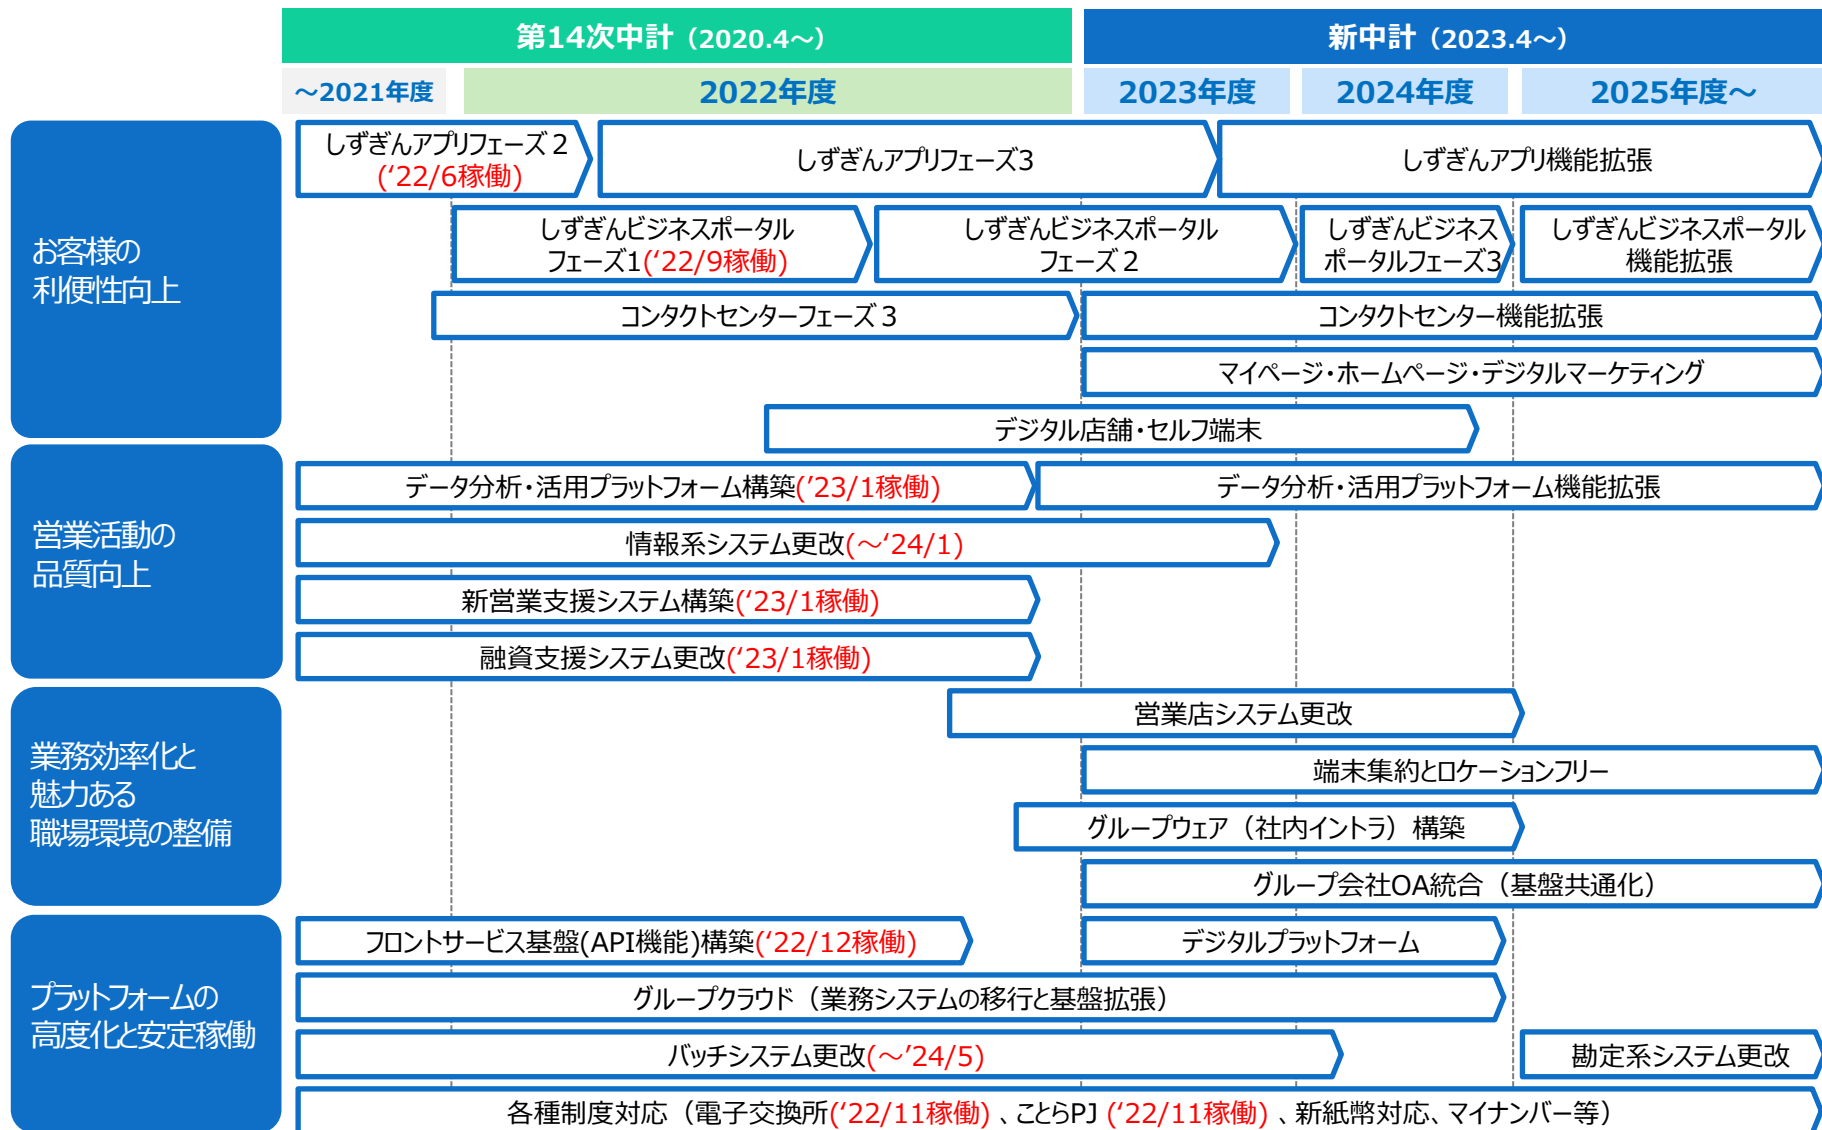 第14次中計（2020.4～）
新中計（2023.4～）
～2021年度
2022年度
2023年度
2024年度
2025年度～
お客様の
利便性向上
しずぎんアプリフェーズ２
(‘22/6稼働)
しずぎんアプリフェーズ3
しずぎんアプリ機能拡張
しずぎんビジネスポータル
フェーズ1(‘22/9稼働)
しずぎんビジネスポータル
フェーズ２
しずぎんビジネス
ポータルフェーズ3
しずぎんビジネスポータル
機能拡張
コンタクトセンターフェーズ３
コンタクトセンター機能拡張
マイページ・ホームページ・デジタルマーケティング
デジタル店舗・セルフ端末
営業活動の
品質向上
データ分析・活用プラットフォーム構築(’23/1稼働)
データ分析・活用プラットフォーム機能拡張
情報系システム更改(～‘24/1)
新営業支援システム構築(‘23/1稼働)
融資支援システム更改(‘23/1稼働)
業務効率化と
魅力ある
職場環境の整備
営業店システム更改
端末集約とロケーションフリー
グループウェア（社内イントラ）構築
グループ会社OA統合（基盤共通化）
プラットフォームの
高度化と安定稼働
フロントサービス基盤(API機能)構築(‘22/12稼働)
デジタルプラットフォーム
グループクラウド（業務システムの移行と基盤拡張）
バッチシステム更改(～’24/5)
勘定系システム更改
各種制度対応（電子交換所(‘22/11稼働)、ことらPJ (‘22/11稼働)、新紙幣対応、マイナンバー等）